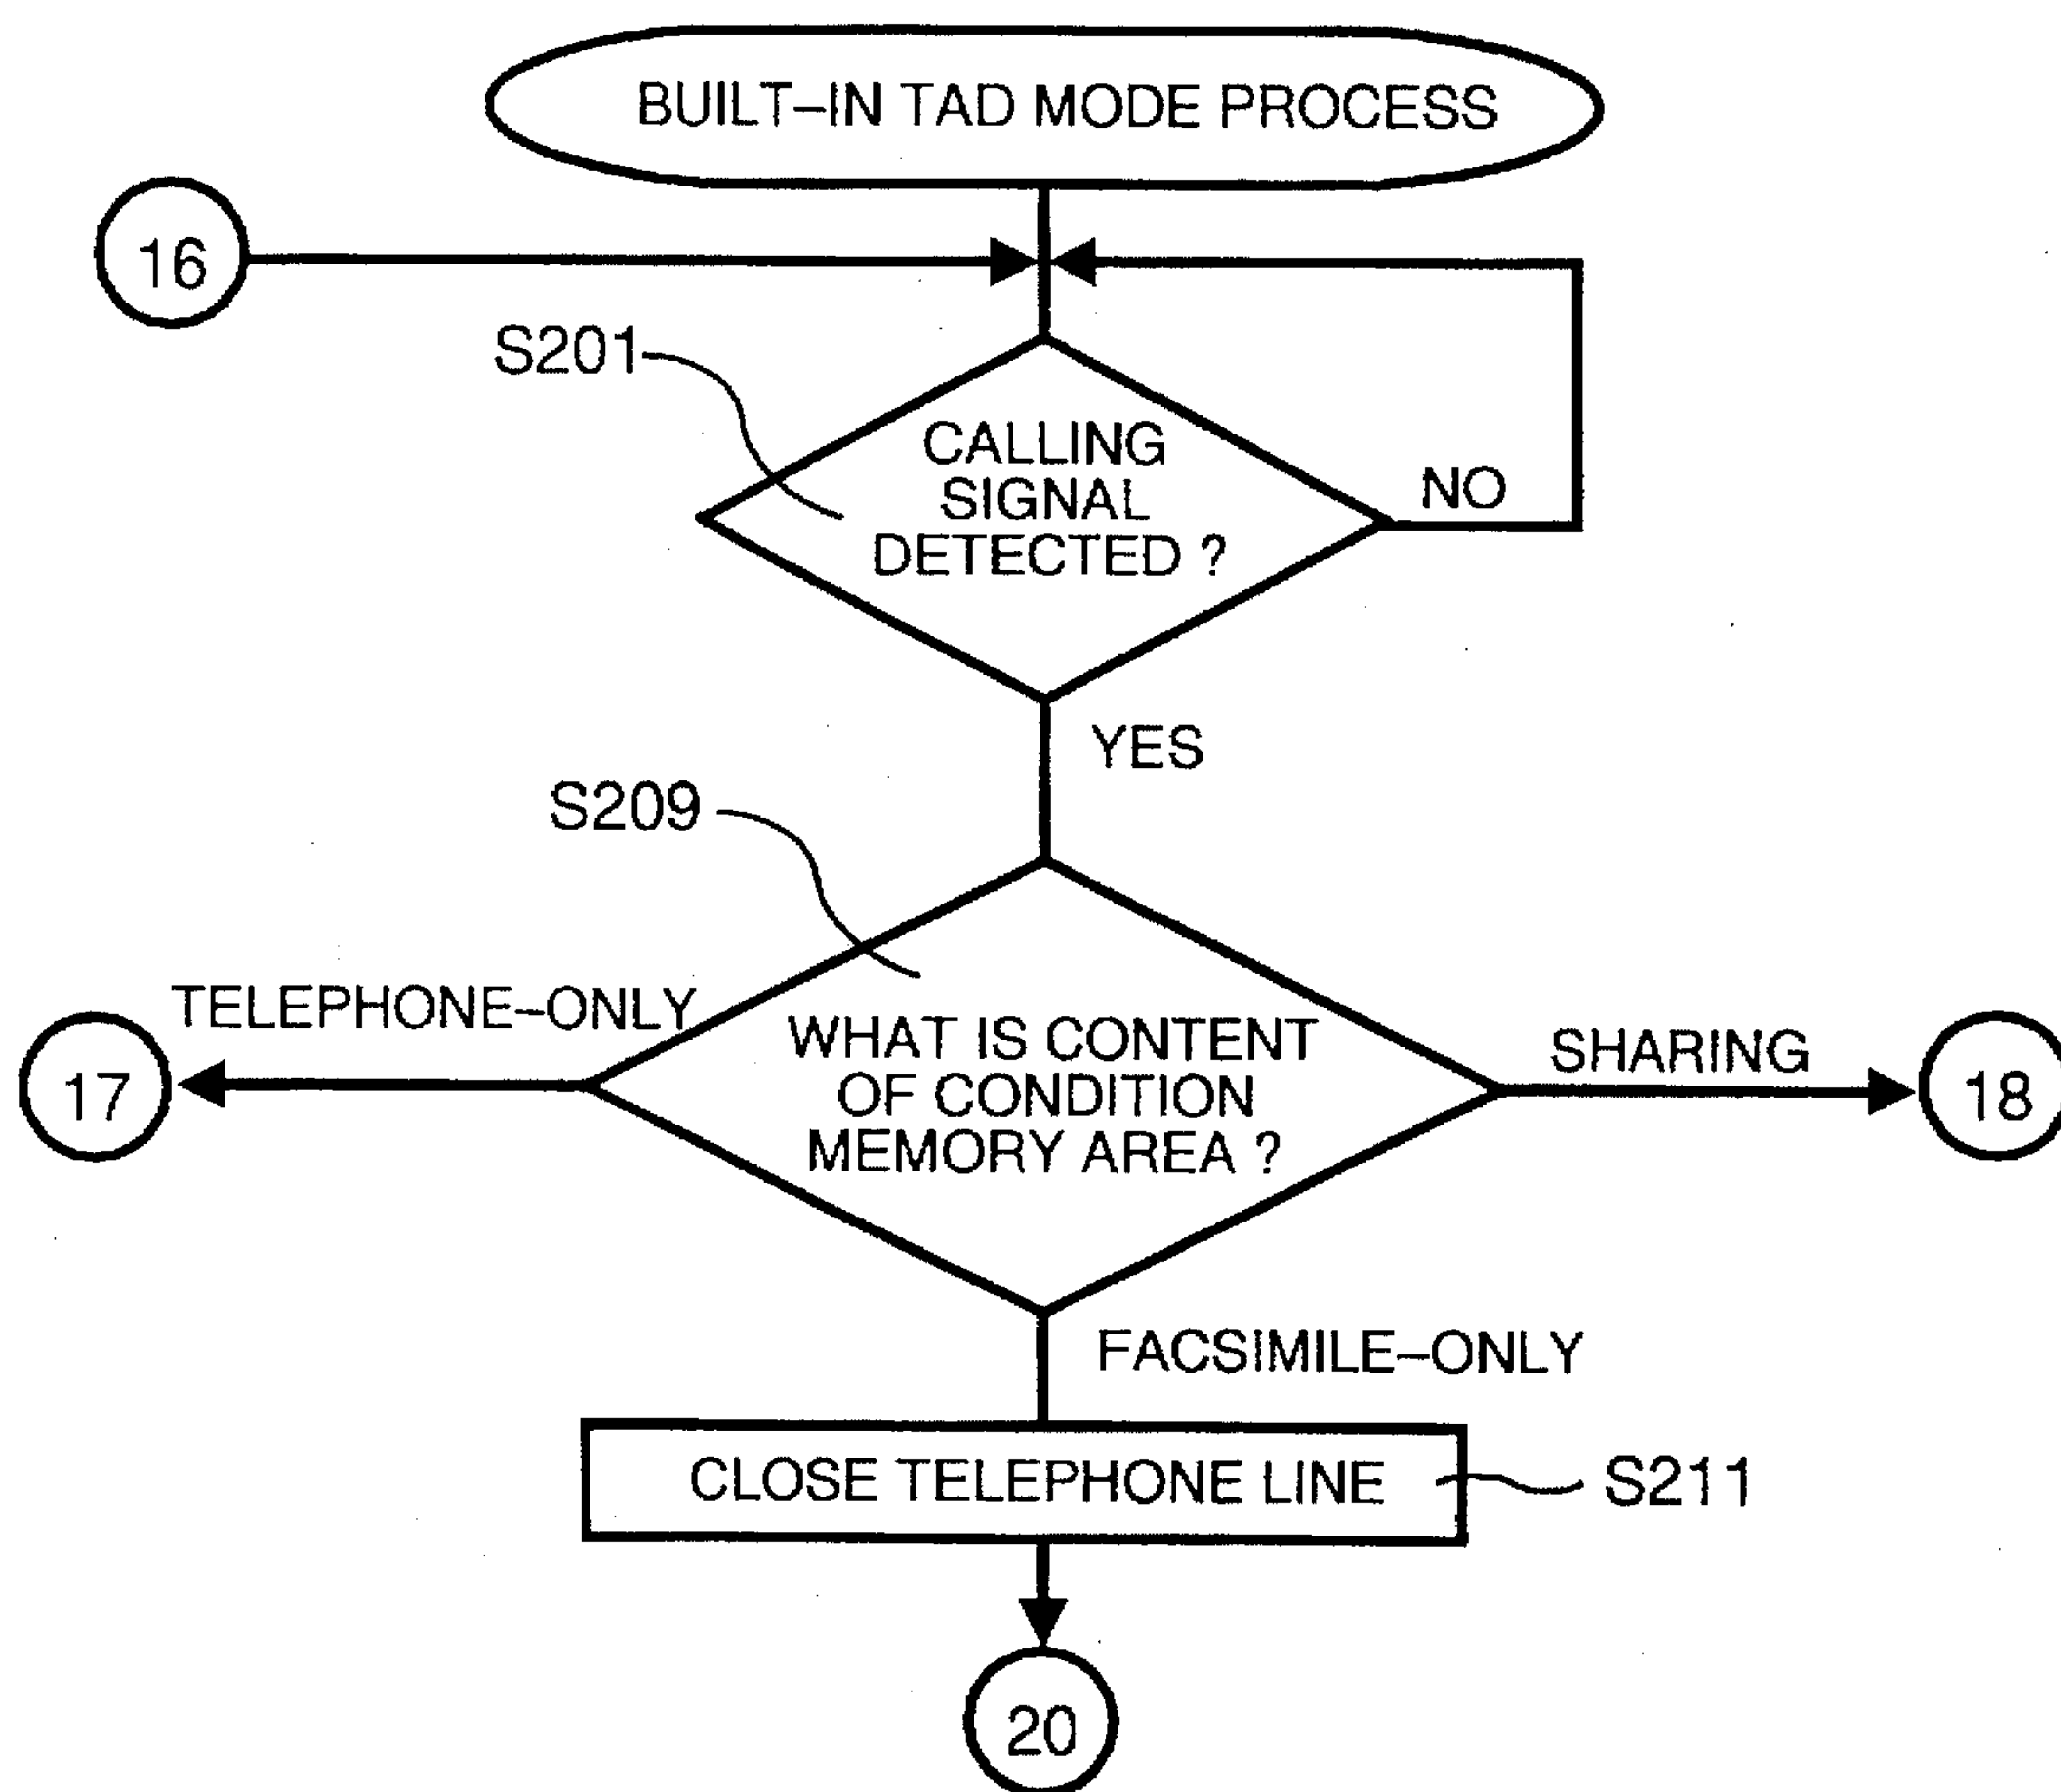 BUILT-IN TAD MODE PROCESS
16
S201
CALLING
SIGNAL
DETECTED ?
NO
YES
S209
TELEPHONE-ONLY
17
WHAT IS CONTENT
OF CONDITION
MEMORY AREA ?
SHARING
18
FACSIMILE-ONLY
CLOSE TELEPHONE LINE
S211
20